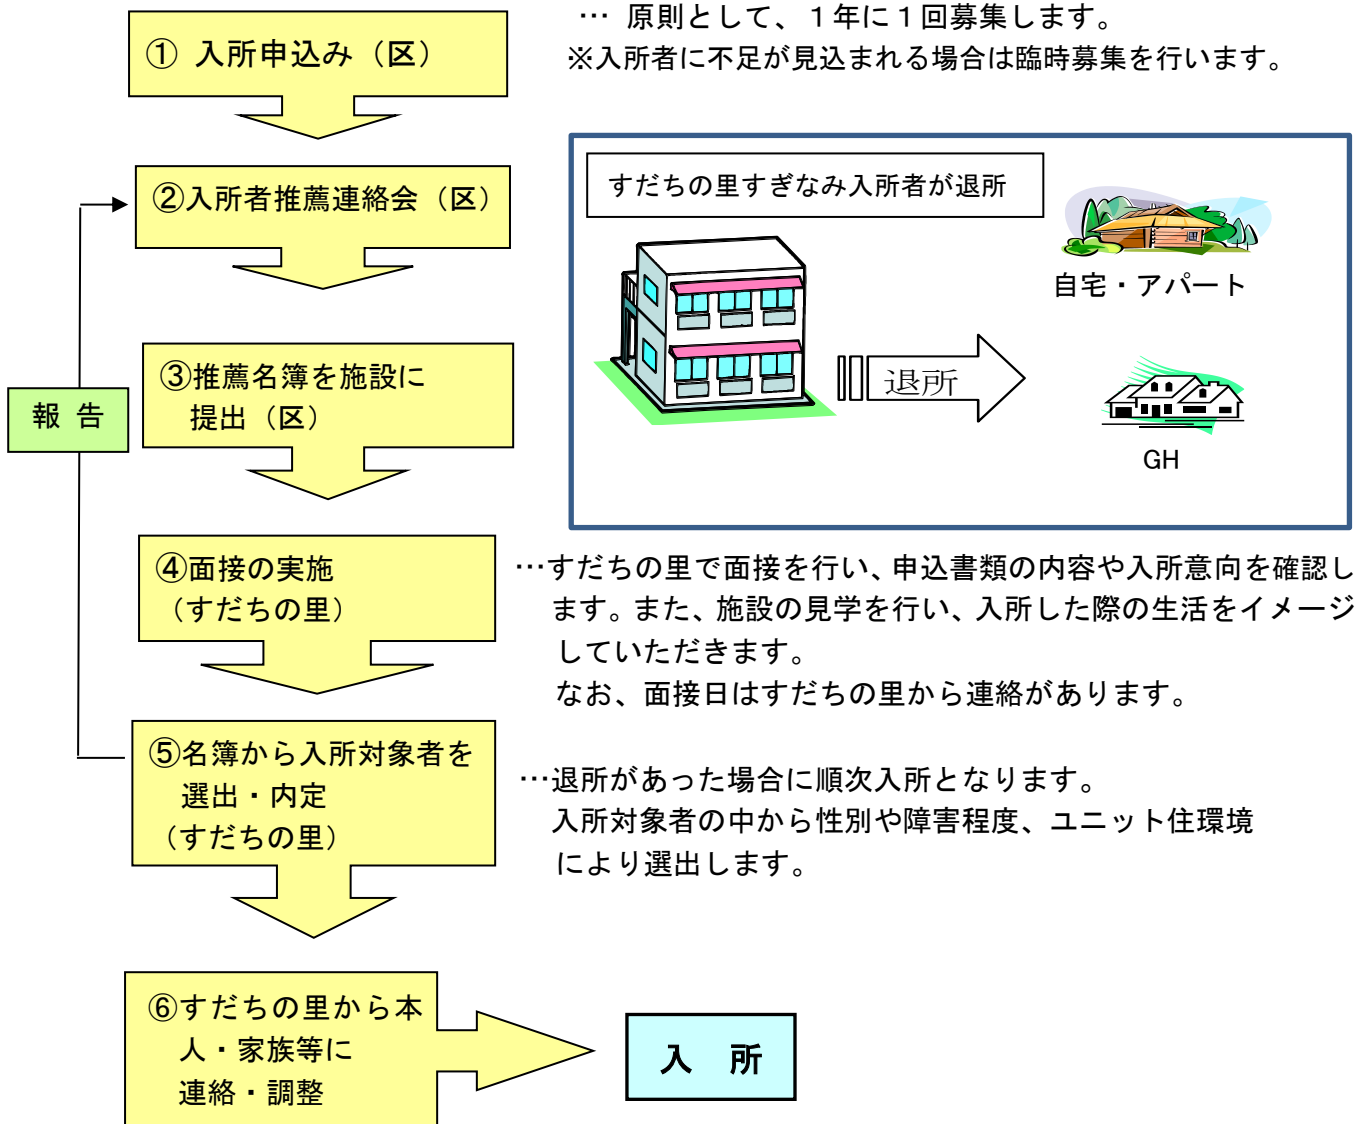 ① 入所申込み（区）
… 原則として、１年に１回募集します。
※入所者に不足が見込まれる場合は臨時募集を行います。
②入所者推薦連絡会（区）
すだちの里すぎなみ入所者が退所
自宅・アパート
退所
GH
③推薦名簿を施設に
提出（区）
報 告
④面接の実施
（すだちの里）
…すだちの里で面接を行い、申込書類の内容や入所意向を確認し
ます。また、施設の見学を行い、入所した際の生活をイメージ
していただきます。
なお、面接日はすだちの里から連絡があります。
⑤名簿から入所対象者を
選出・内定
（すだちの里）
…退所があった場合に順次入所となります。
入所対象者の中から性別や障害程度、ユニット住環境
により選出します。
⑥すだちの里から本
人・家族等に
連絡・調整
入 所